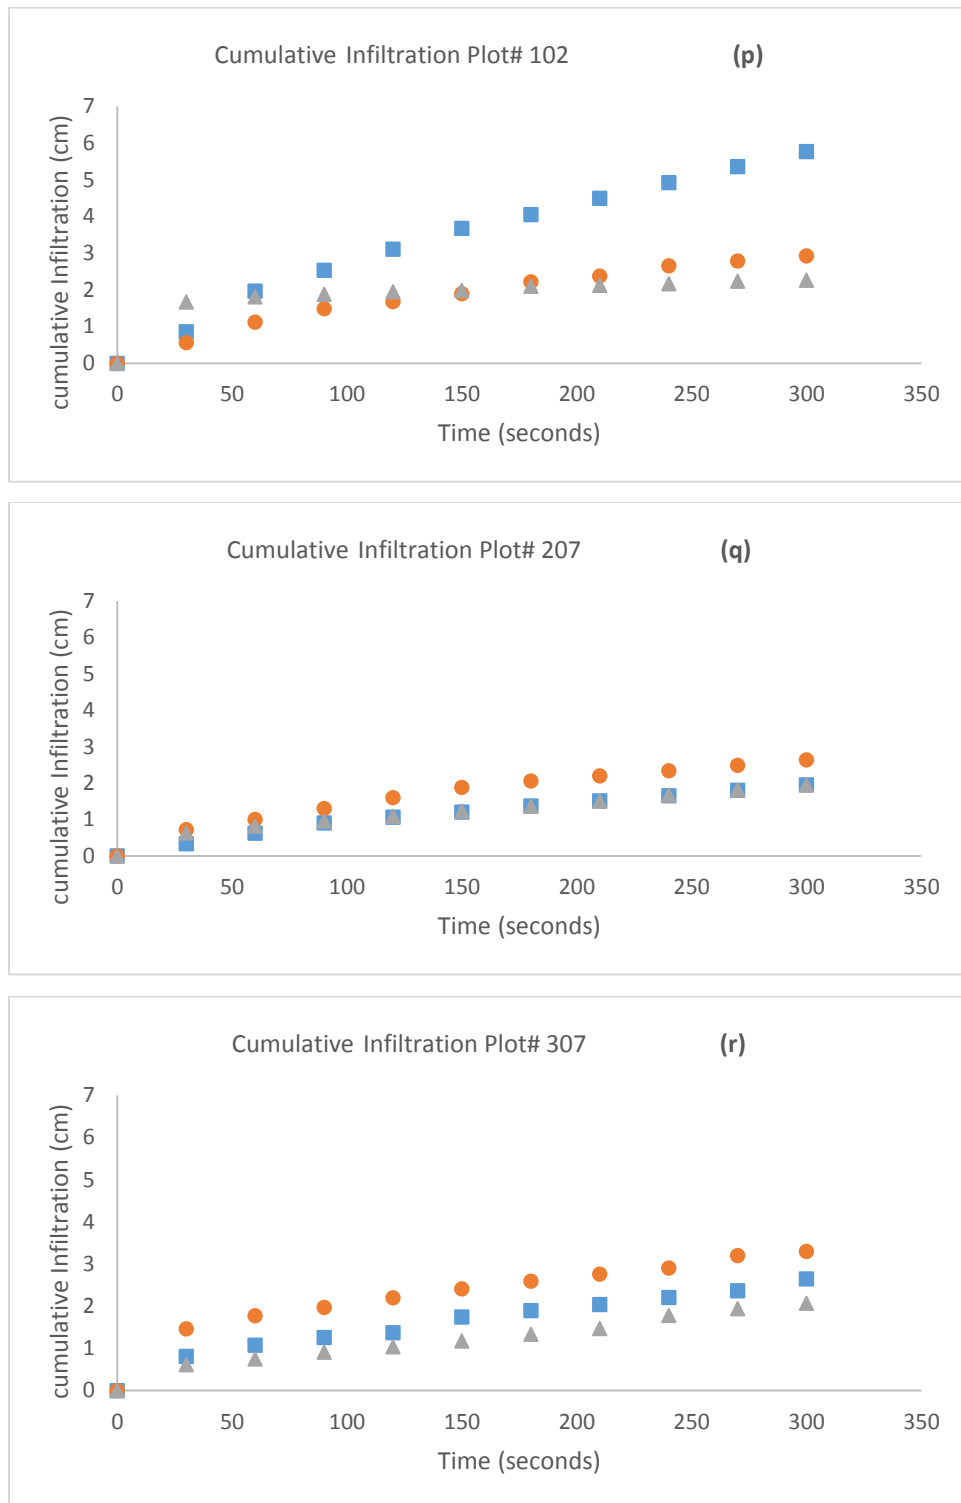 Cumulative Infiltration Plot# 102 (p)
cumulative Infiltration (cm)
7
6
5
4
3
2
1
0
0 50 100 150 200 250 300 350
Time (seconds)
Cumulative Infiltration Plot# 207 (q)
cumulative Infiltration (cm)
7
6
5
4
3
2
1
0
0 50 100 150 200 250 300 350
Time (seconds)
Cumulative Infiltration Plot# 307 (r)
cumulative Infiltration (cm)
7
6
5
4
3
2
1
0
0 50 100 150 200 250 300 350
Time (seconds)